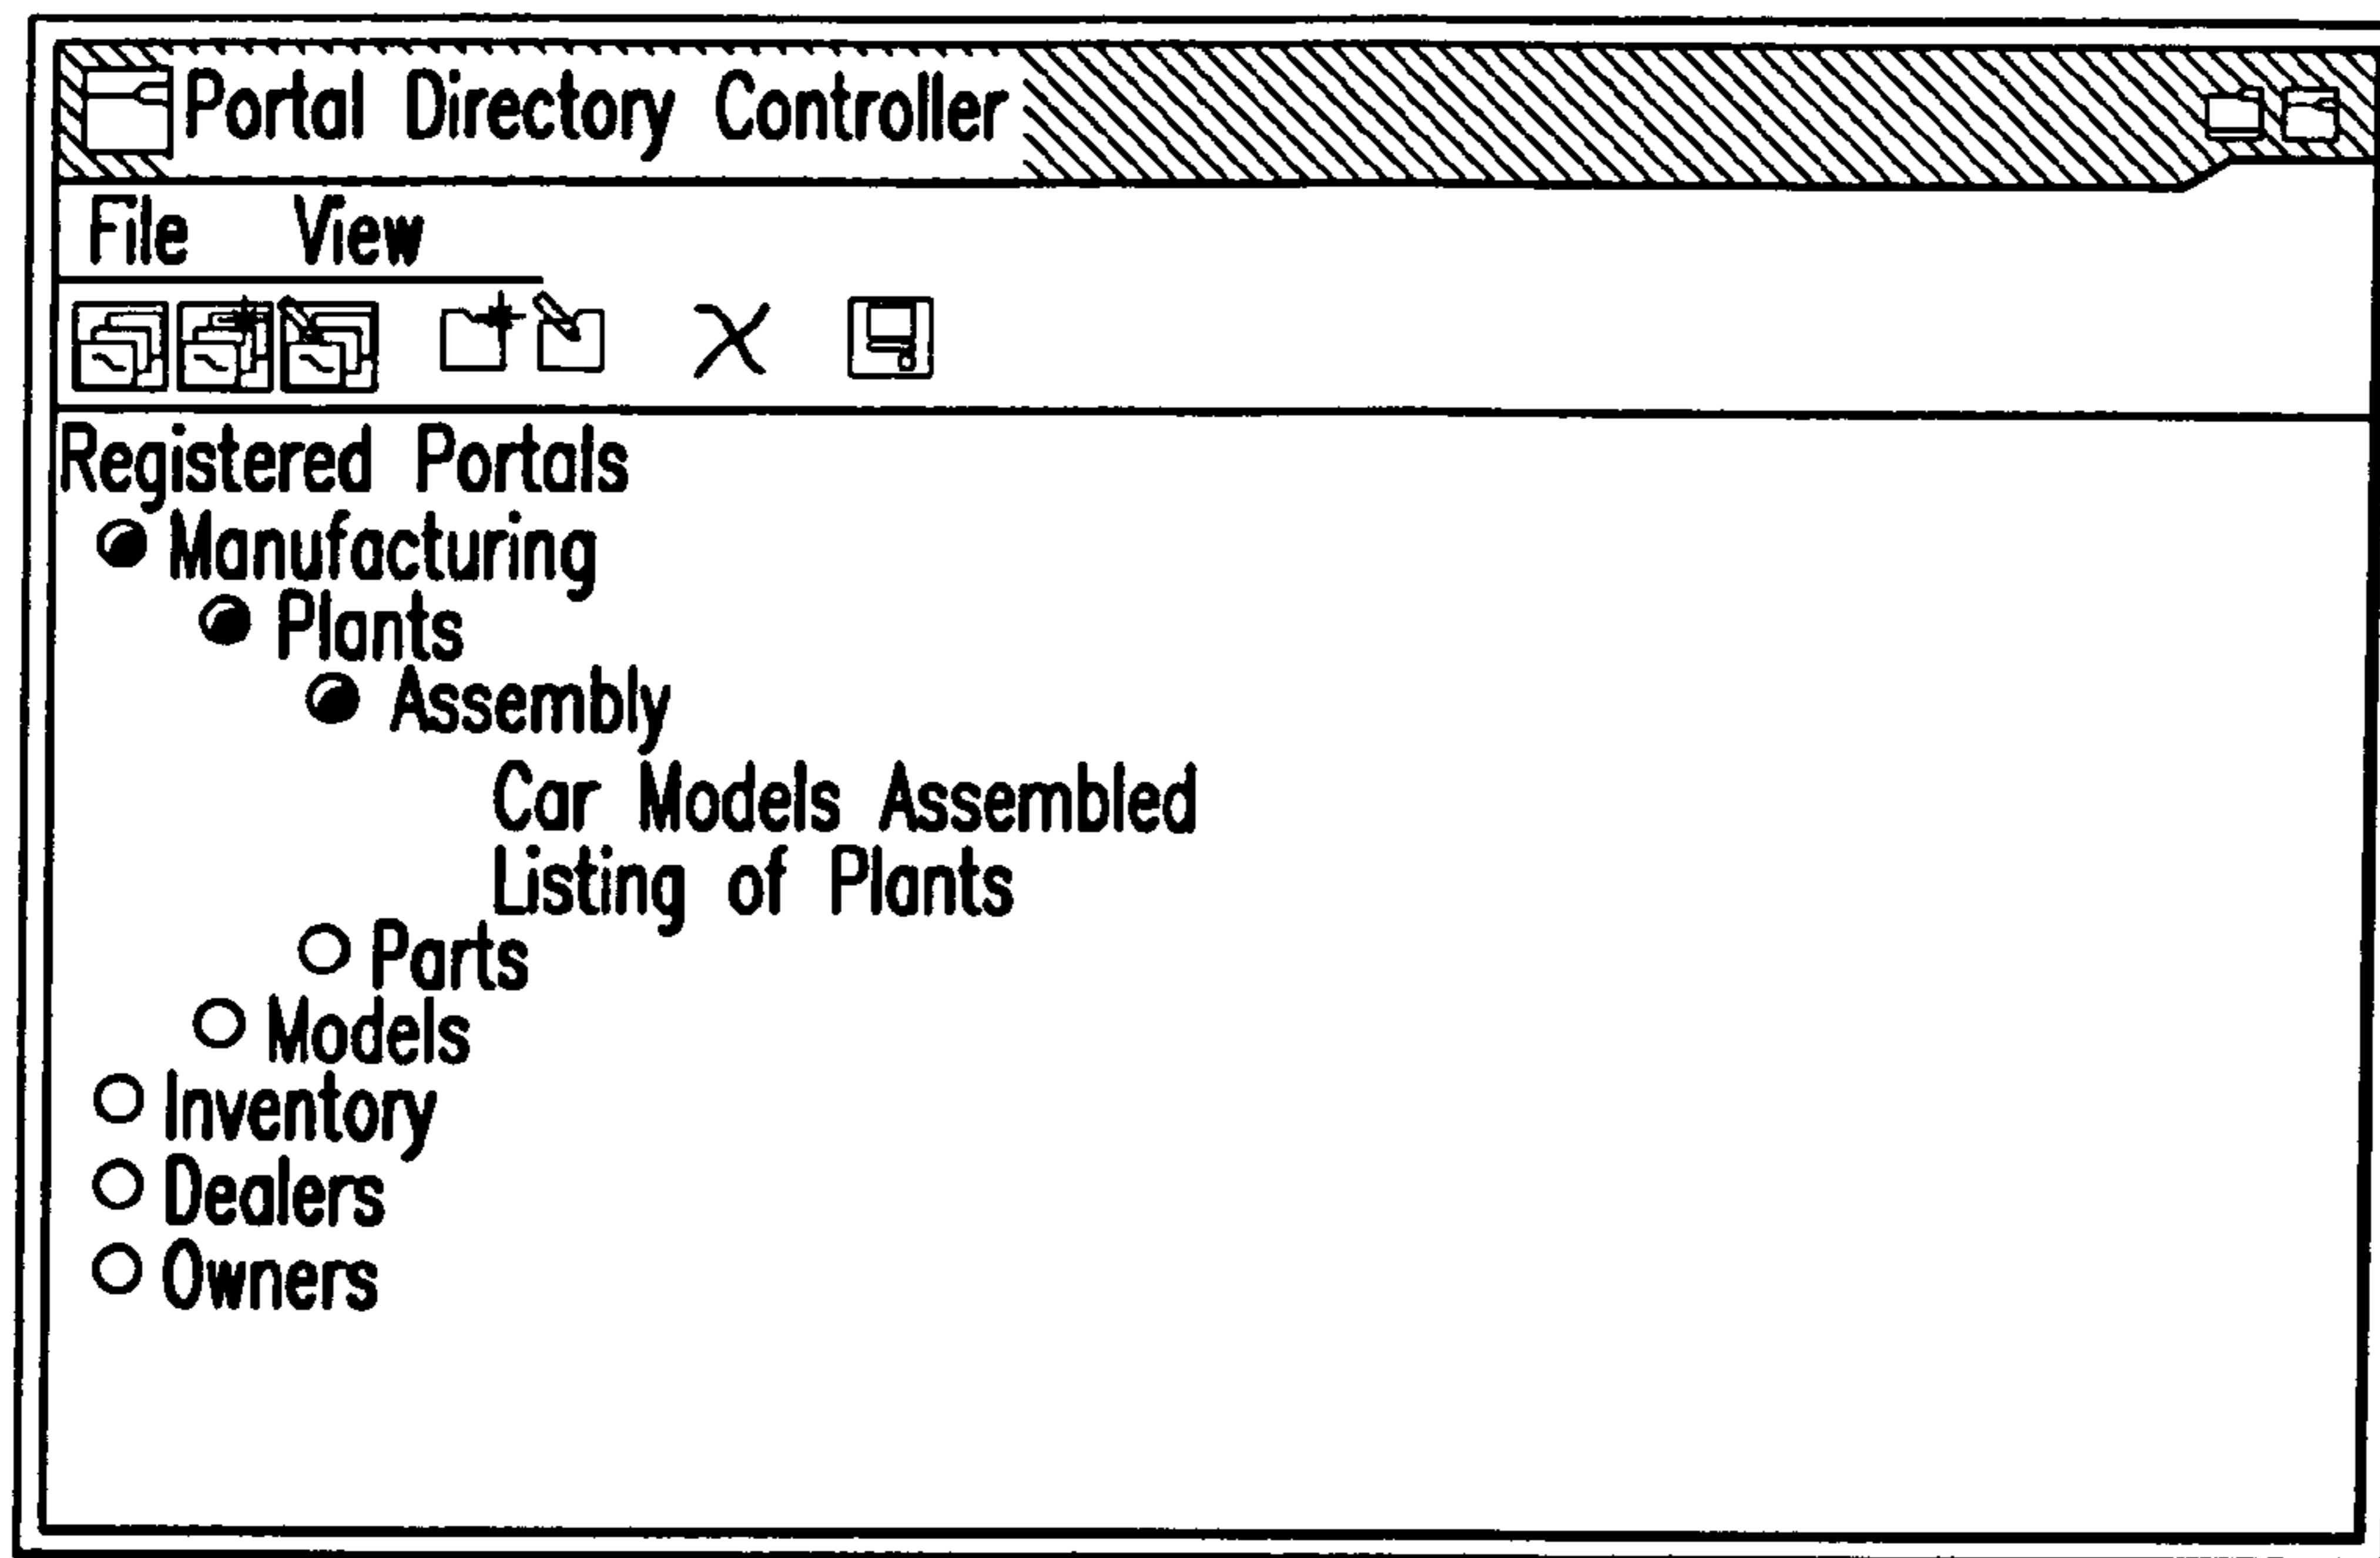 Portal Directory Controller
File View
Registered Portals
Manufacturing
Plants
Assembly
Car Models Assembled
Listing of Plants
Parts
Models
Inventory
Dealers
Owners